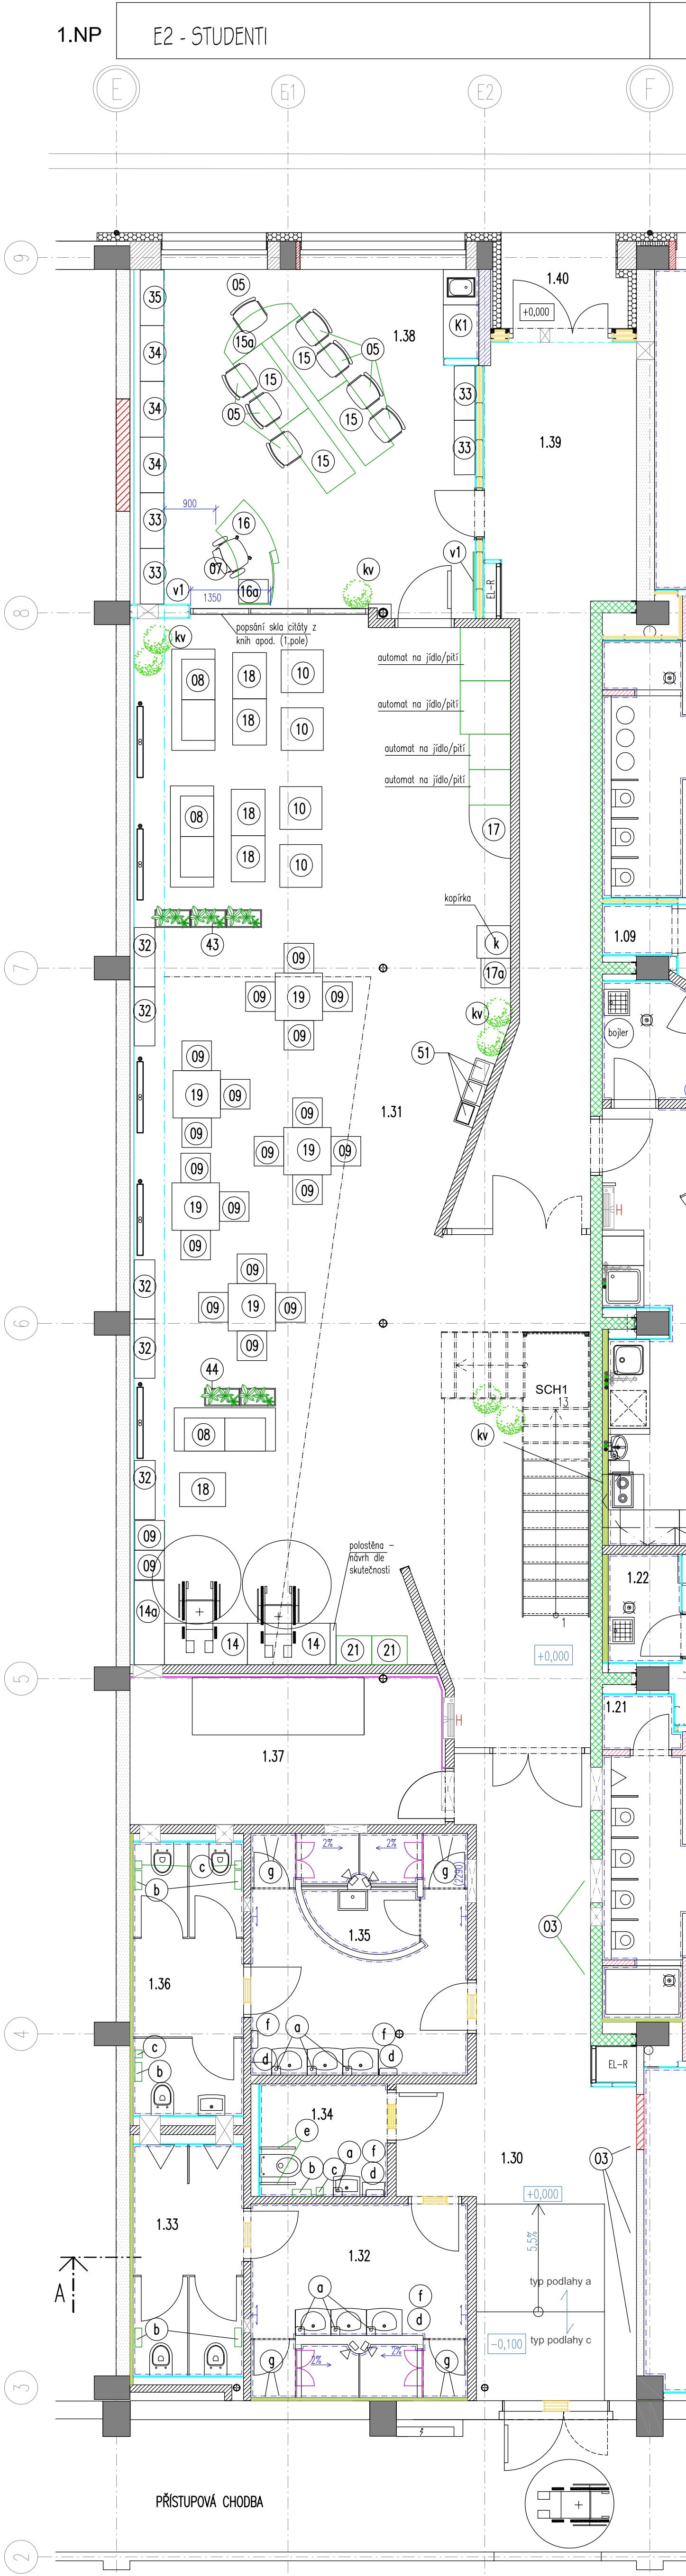 1.NP
E2 - STUDENTI
E
E1
E2
F
9
1.40
+0,000
35
05
K1
15a
15
1.38
34
05
15
33
34
1.39
05
15
34
15
33
33
900
16
07
v1
33
v1
1350
16a
kv
EL-R
8
popsání skla citáty z
knih apod. (1.pole)
kv
automat na jídlo/pití
08
18
10
automat na jídlo/pití
18
10
automat na jídlo/pití
automat na jídlo/pití
08
18
10
17
18
10
kopírka
43
32
k
1.09
7
09
17a
09
19
09
32
kv
09
bojler
09
51
19
09
09
1.31
09
09
19
09
09
19
09
09
H
09
32
09
19
09
6
32
09
44
SCH1
13
08
kv
32
18
09
polostěna -
návrh dle
skutečnosti
09
1.22
14a
1
14
14
21
21
+0,000
5
1.21
H
1.37
2%
2%
c
g
g
(2290)
b
1.35
03
1.36
4
f
a
f
c
d
d
b
EL-R
1.34
e
a
f
1.30
03
b
c
d
+0,000
1.33
1.32
5,5%
A
a
f
typ podlahy a
b
d
-0,100
typ podlahy c
g
2%
2%
g
3
PŘÍSTUPOVÁ CHODBA
2